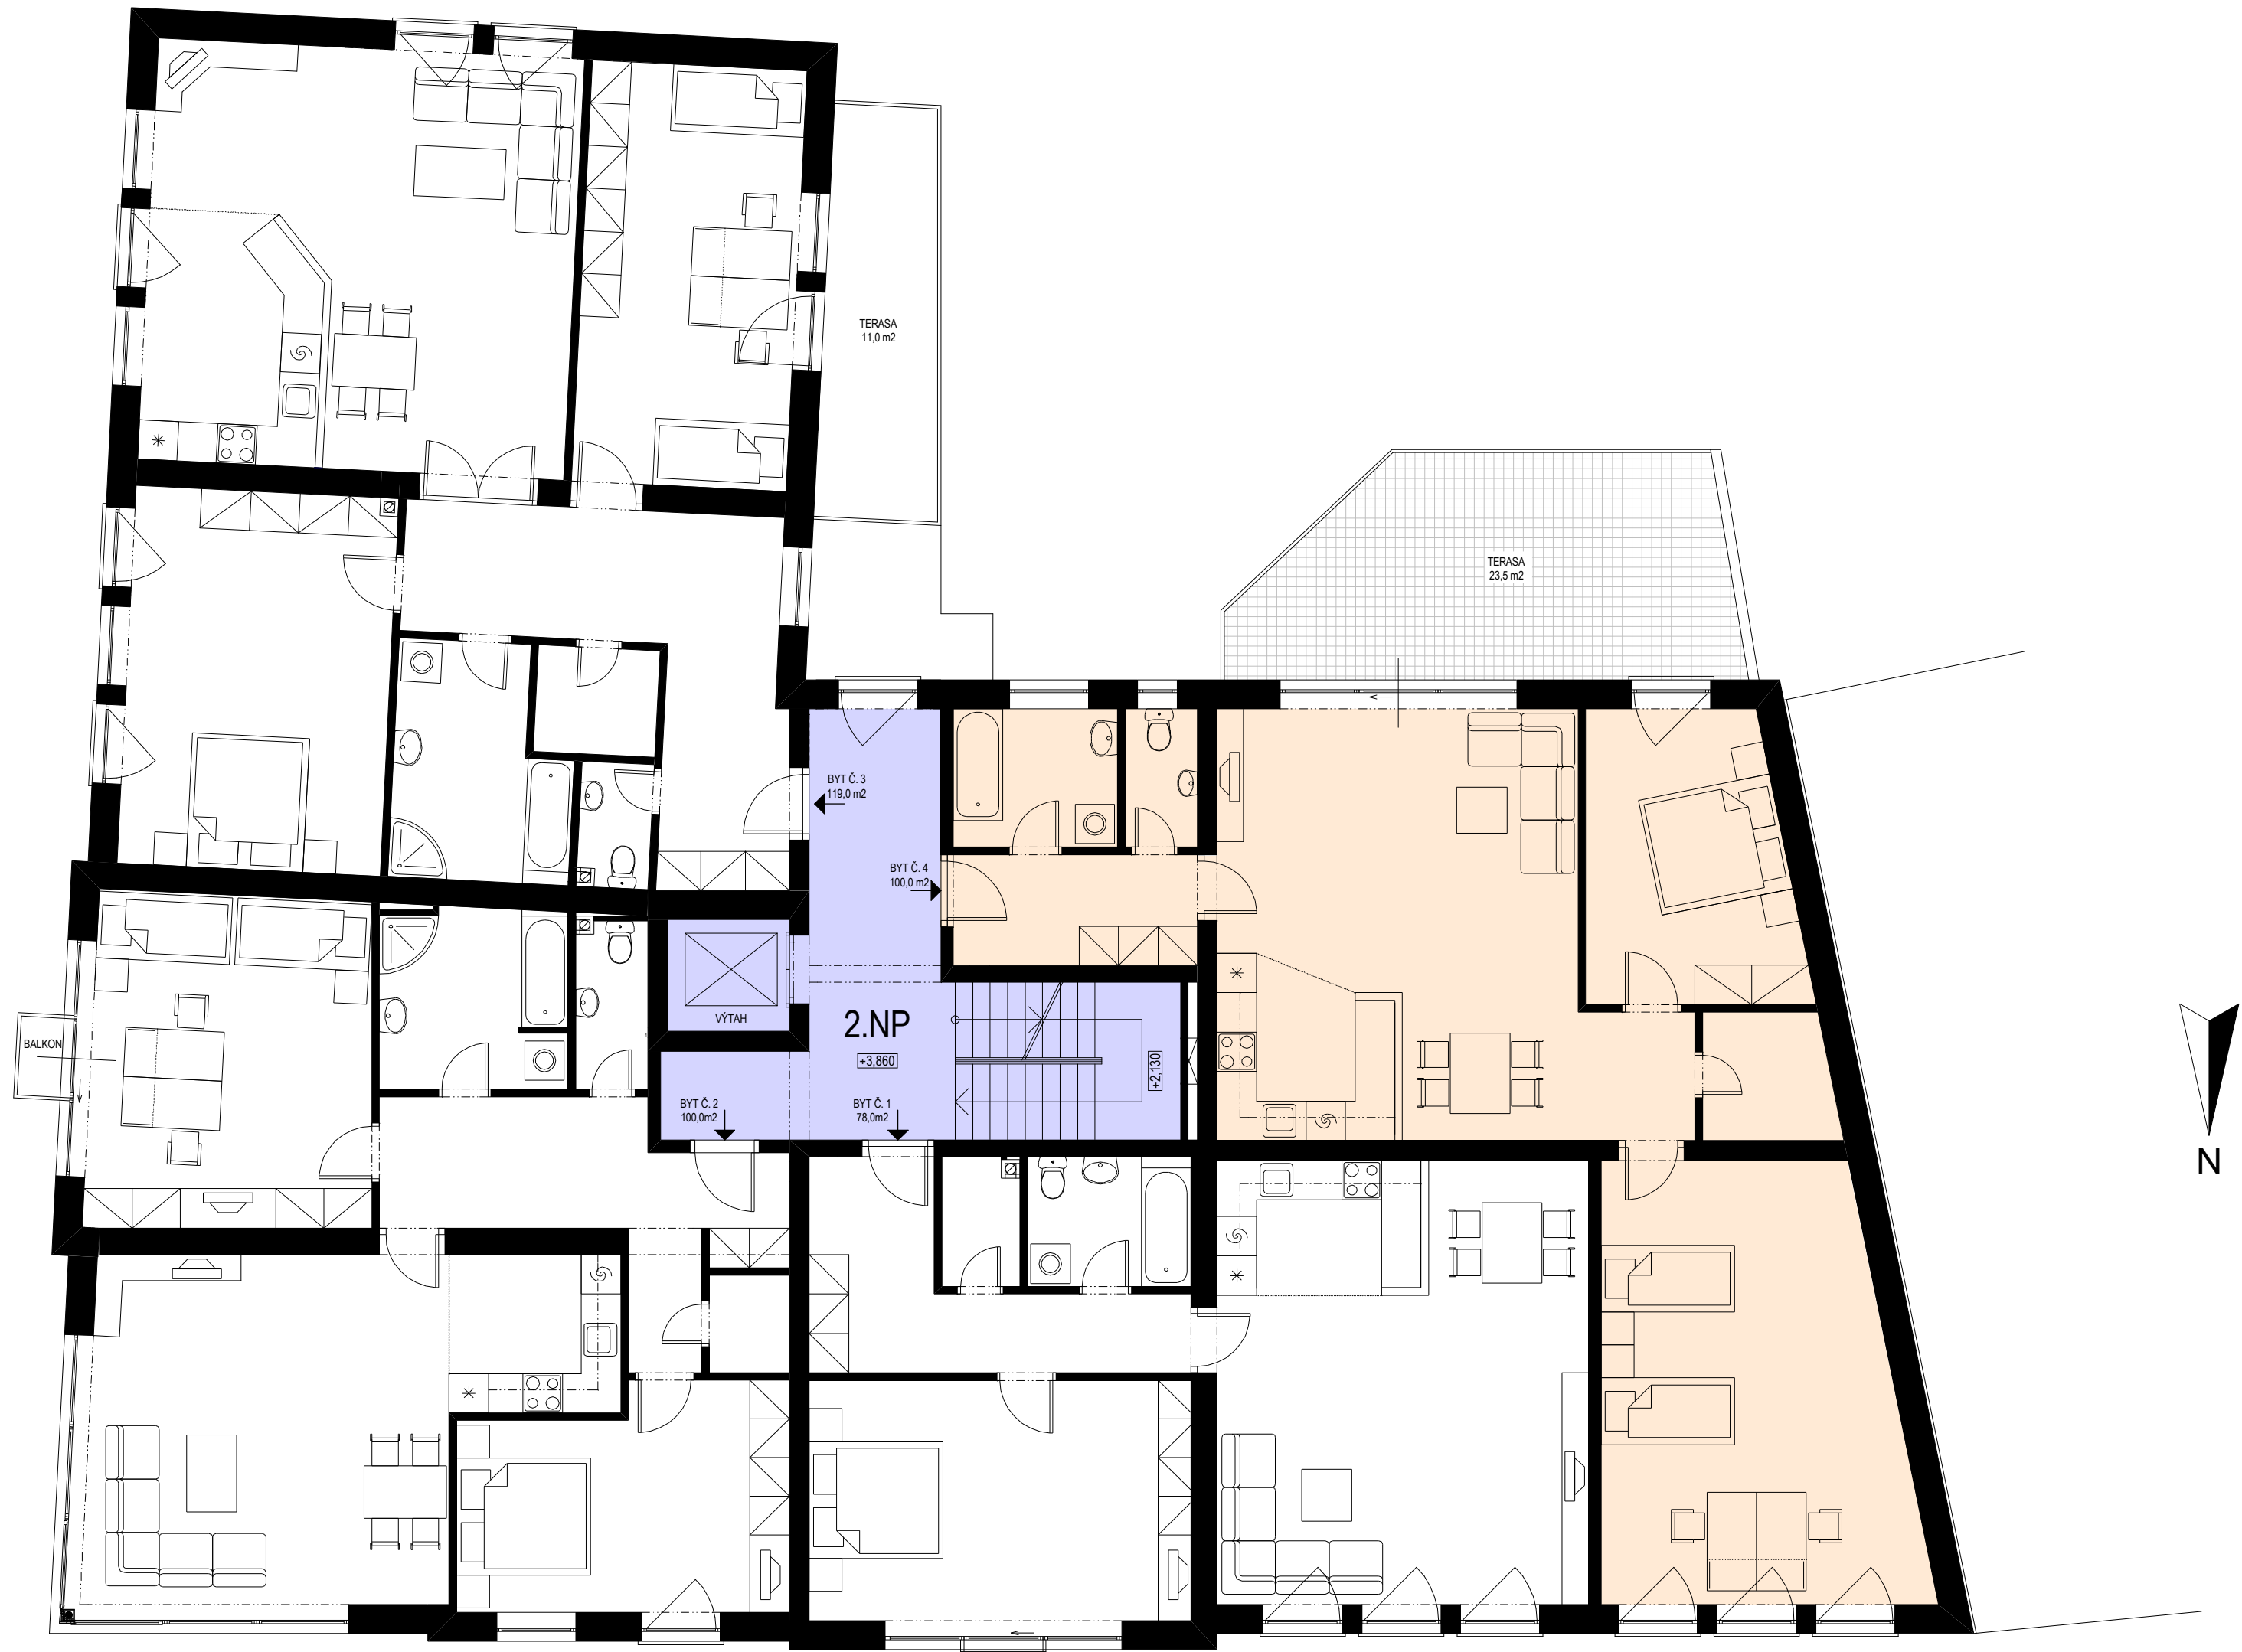 TERASA
11,0 m2
TERASA
23,5 m2
BYT Č. 3
119,0 m2
BYT Č. 4
100,0 m2
VÝTAH
2.NP
+3,860
+2,130
BALKON
BYT Č. 2
100,0m2
BYT Č. 1
78,0m2
N